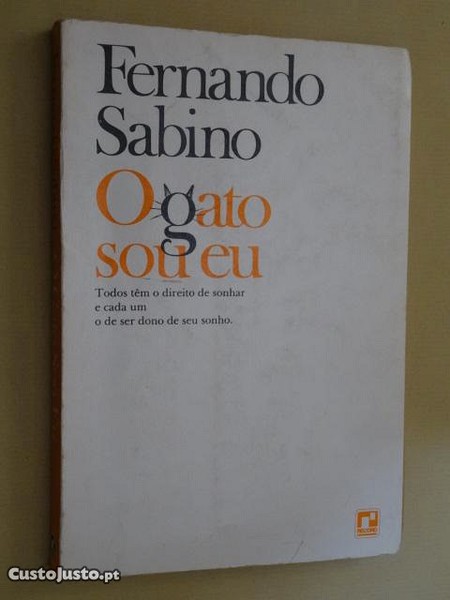 Fernando
Sabino
O gato
sou eu
Todos têm o direito de sonhar
e cada um
o de ser dono de seu sonho.
RECORD
CustoJusto.pt